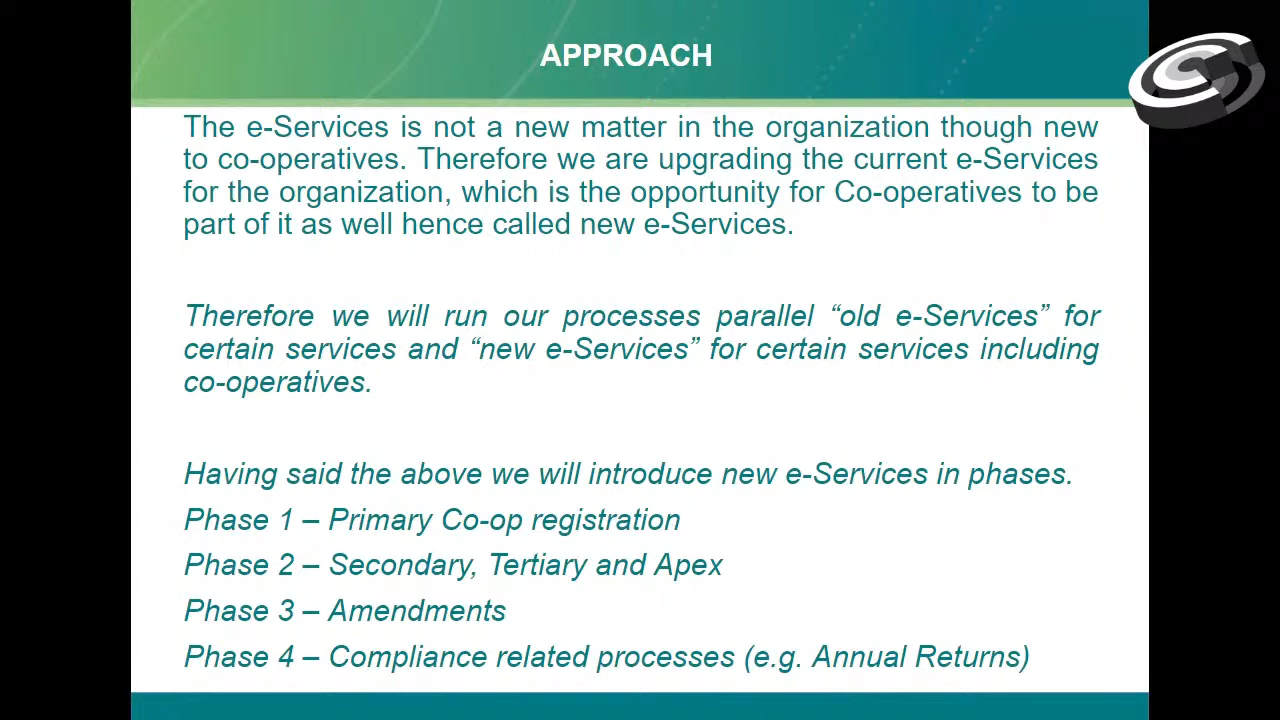 APPROACH
The e-Services is not a new matter in the organization though new
to co-operatives. Therefore we are upgrading the current e-Services
for the organization, which is the opportunity for Co-operatives to be
part of it as well hence called new e-Services.
Therefore we will run our processes parallel “old e-Services” for
certain services and “new e-Services” for certain services including
co-operatives.
Having said the above we will introduce new e-Services in phases.
Phase 1 – Primary Co-op registration
Phase 2 – Secondary, Tertiary and Apex
Phase 3 – Amendments
Phase 4 – Compliance related processes (e.g. Annual Returns)